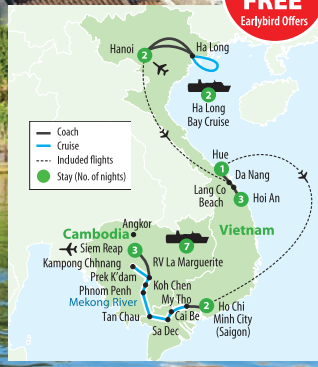 FREE
Earlybird Offers
Hanoi
Ha Long
2
2
Ha Long
Bay Cruise
Coach
Cruise
Included flights
Stay (No. of nights)
Hue
1
Da Nang
Lang Co
Beach
3
Hoi An
Angkor
Cambodia
Vietnam
Siem Reap
3
7
Kampong Chhnang
RV La Marguerite
Prek K'dam
Koh Chen
Phnom Penh
My Tho
2
Ho Chi
Minh City
(Saigon)
Mekong River
Tan Chau
Cai Be
Sa Dec